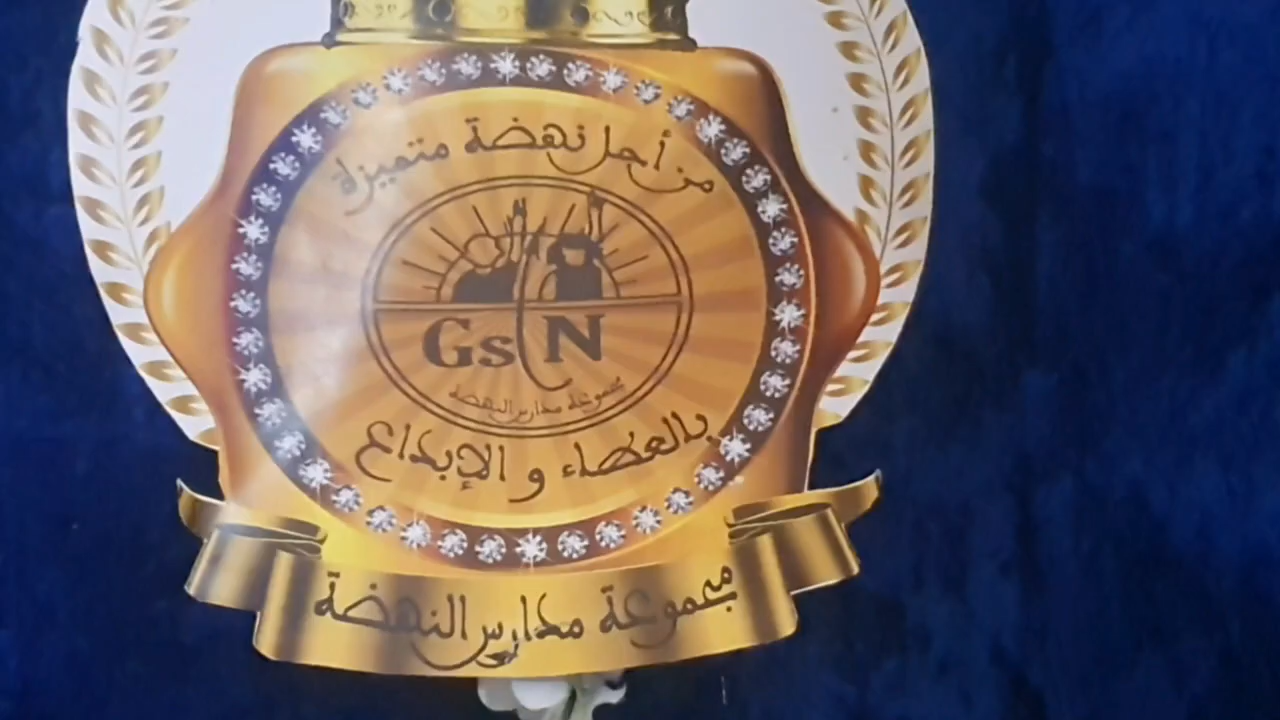 من أجل نهضة متميزة
GsN
مجموعة مدارس النهضة
بالعطاء و الإبداع
مجموعة مدارس النهضة